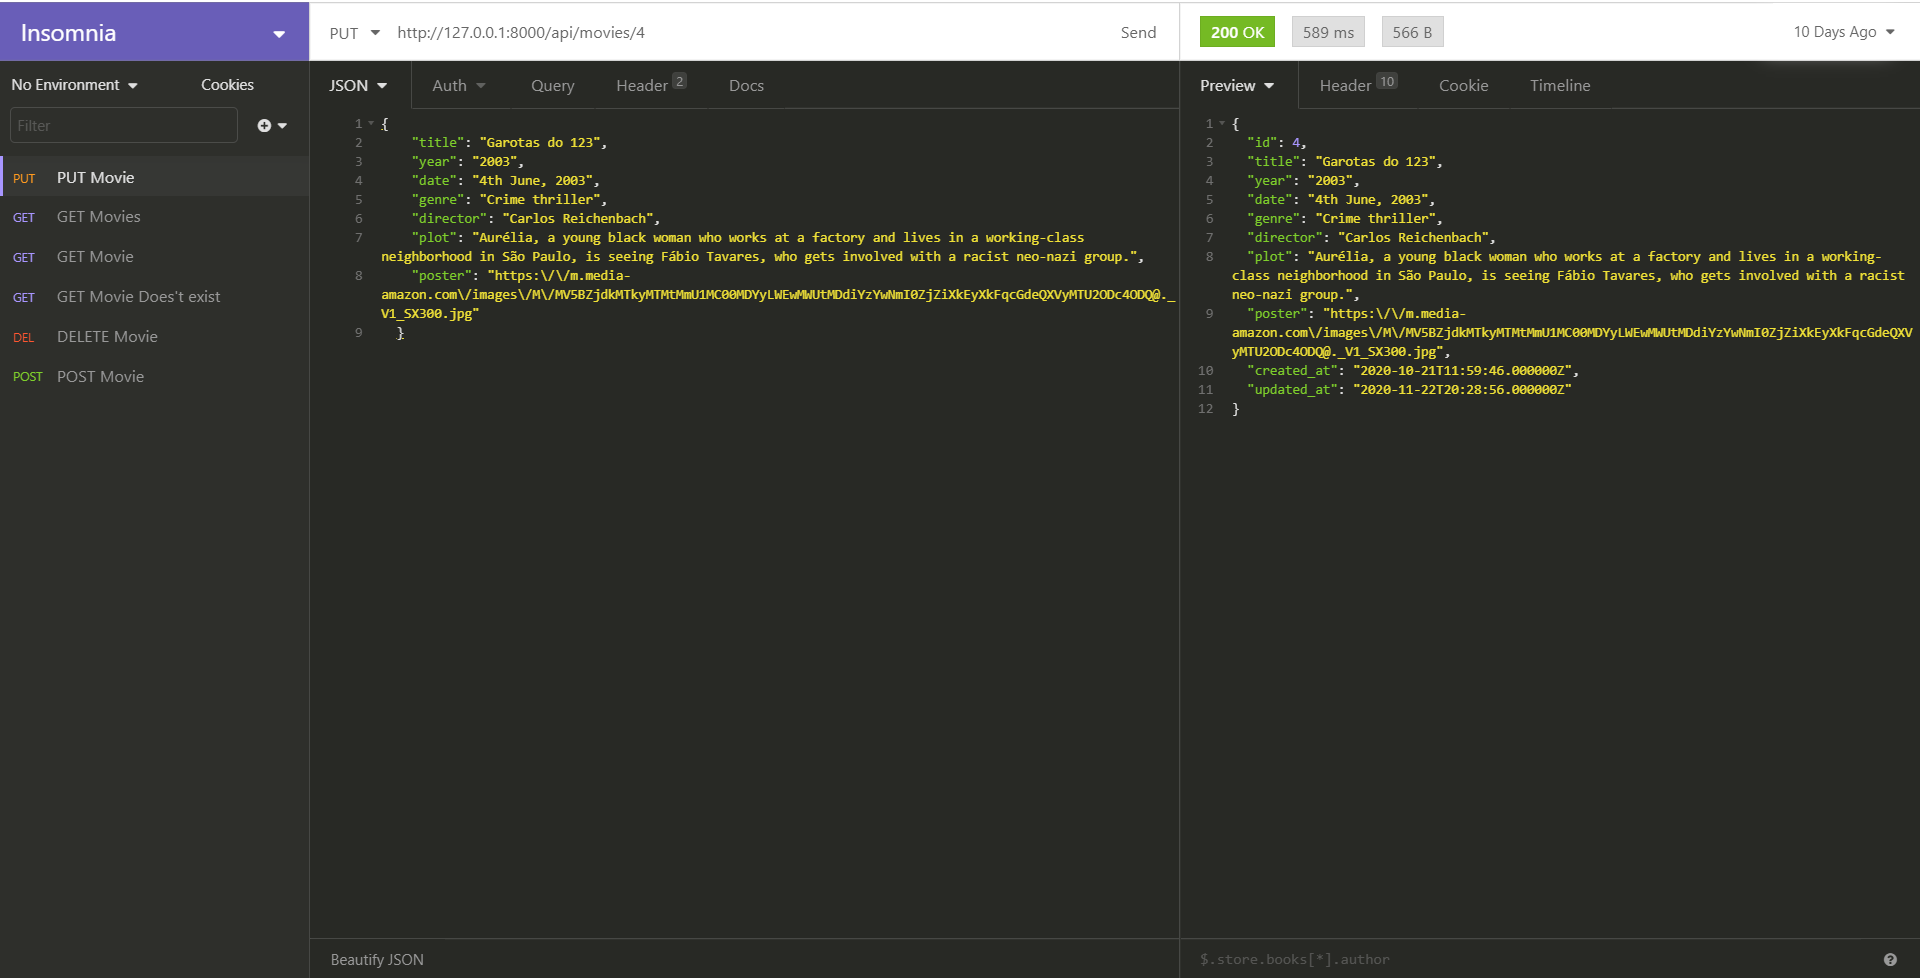 Insomnia
PUT http://127.0.0.1:8000/api/movies/4 Send
200 OK 589 ms 566 B 10 Days Ago
No Environment Cookies
Filter
PUT PUT Movie
GET GET Movies
GET GET Movie
GET GET Movie Does't exist
DEL DELETE Movie
POST POST Movie
JSON Auth Query Header 2 Docs
1 {
2 "title": "Garotas do 123",
3 "year": "2003",
4 "date": "4th June, 2003",
5 "genre": "Crime thriller",
6 "director": "Carlos Reichenbach",
7 "plot": "Aurélia, a young black woman who works at a factory and lives in a working-class
neighborhood in São Paulo, is seeing Fábio Tavares, who gets involved with a racist neo-nazi group.",
8 "poster": "https:\/\/m.media-
amazon.com\/images\/M\/MV5BZjdkMTkyMTMtMmU1MC00MDYyLWEwMWUtMDdiYzYwNmI0ZjZiXkEyXkFqcGdeQXVyMTU2ODc4ODQ@._
V1_SX300.jpg"
9 }
Beautify JSON
Preview Header 10 Cookie Timeline
1 {
2 "id": 4,
3 "title": "Garotas do 123",
4 "year": "2003",
5 "date": "4th June, 2003",
6 "genre": "Crime thriller",
7 "director": "Carlos Reichenbach",
8 "plot": "Aurélia, a young black woman who works at a factory and lives in a working-
class neighborhood in São Paulo, is seeing Fábio Tavares, who gets involved with a racist
neo-nazi group.",
9 "poster": "https:\/\/m.media-
amazon.com\/images\/M\/MV5BZjdkMTkyMTMtMmU1MC00MDYyLWEwMWUtMDdiYzYwNmI0ZjZiXkEyXkFqcGdeQXV
yMTU2ODc4ODQ@._V1_SX300.jpg",
10 "created_at": "2020-10-21T11:59:46.000000Z",
11 "updated_at": "2020-11-22T20:28:56.000000Z"
12 }
$.store.books[*].author